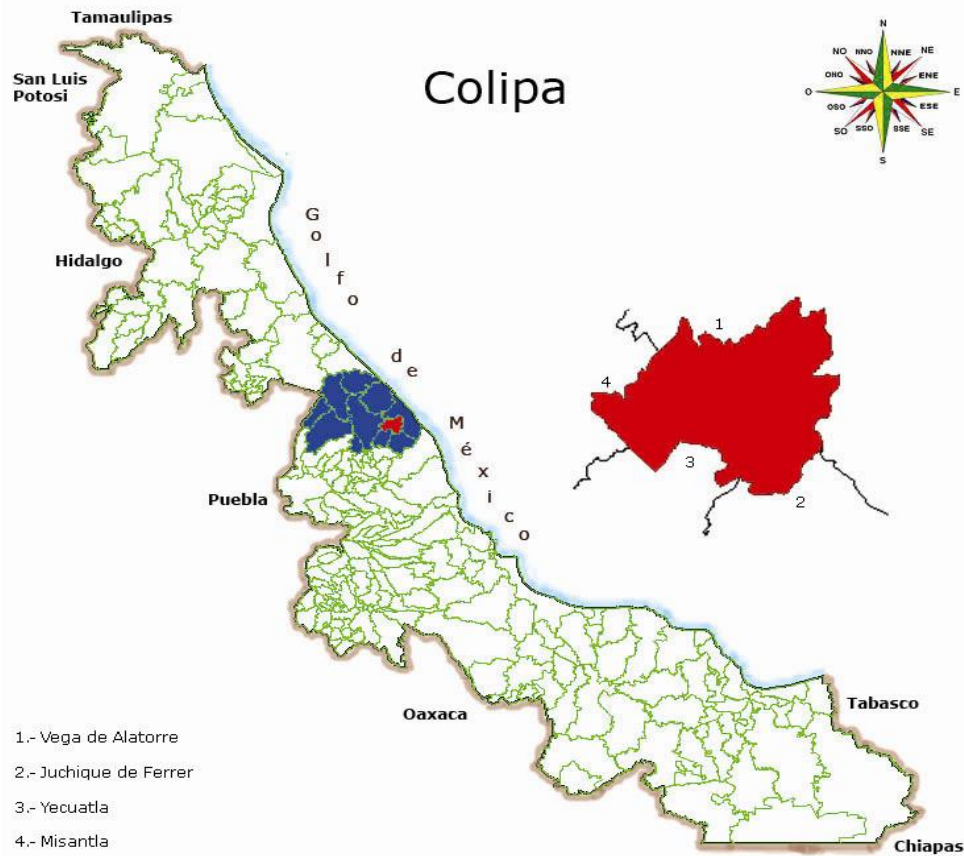 Tamaulipas
San Luis
Potosi
Colipa
N
NNO
NNE
NO
NE
ONO
ENE
O
E
OSO
ESE
SO
SSO
SSE
SE
S
Golfo de México
Hidalgo
1
4
3
2
Puebla
Oaxaca
Tabasco
Chiapas
1.- Vega de Alatorre
2.- Juchique de Ferrer
3.- Yecuatla
4.- Misantla